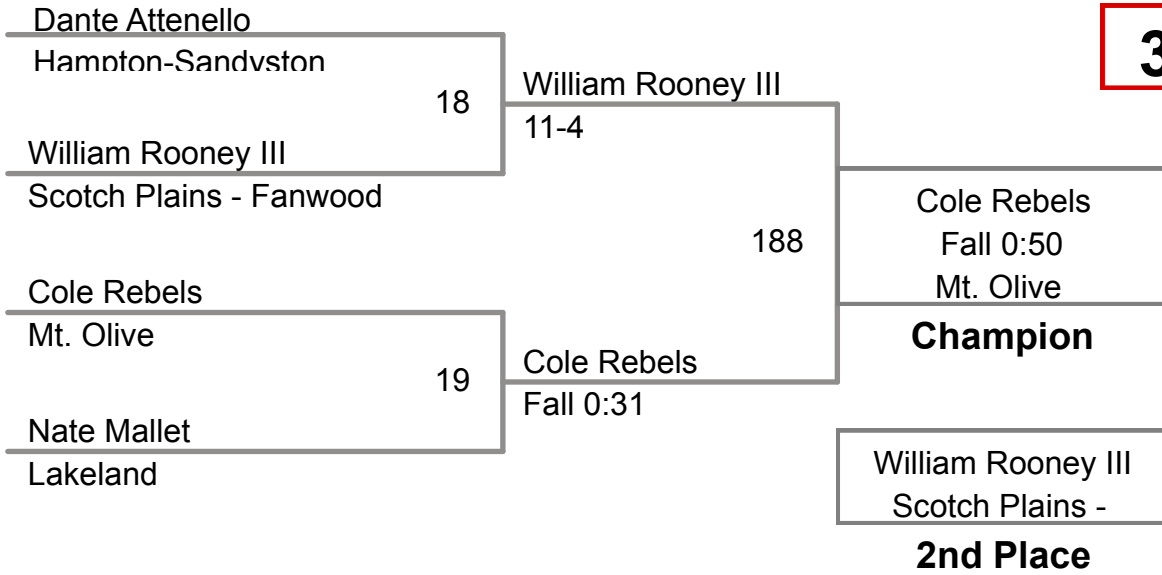 Dante Attenello
Hampton-Sandyston
18
William Rooney III
Scotch Plains - Fanwood
William Rooney III
11-4
3
188
Cole Rebels
Mt. Olive
19
Nate Mallet
Lakeland
Cole Rebels
Fall 0:31
Cole Rebels
Fall 0:50
Mt. Olive
Champion
William Rooney III
Scotch Plains -
2nd Place